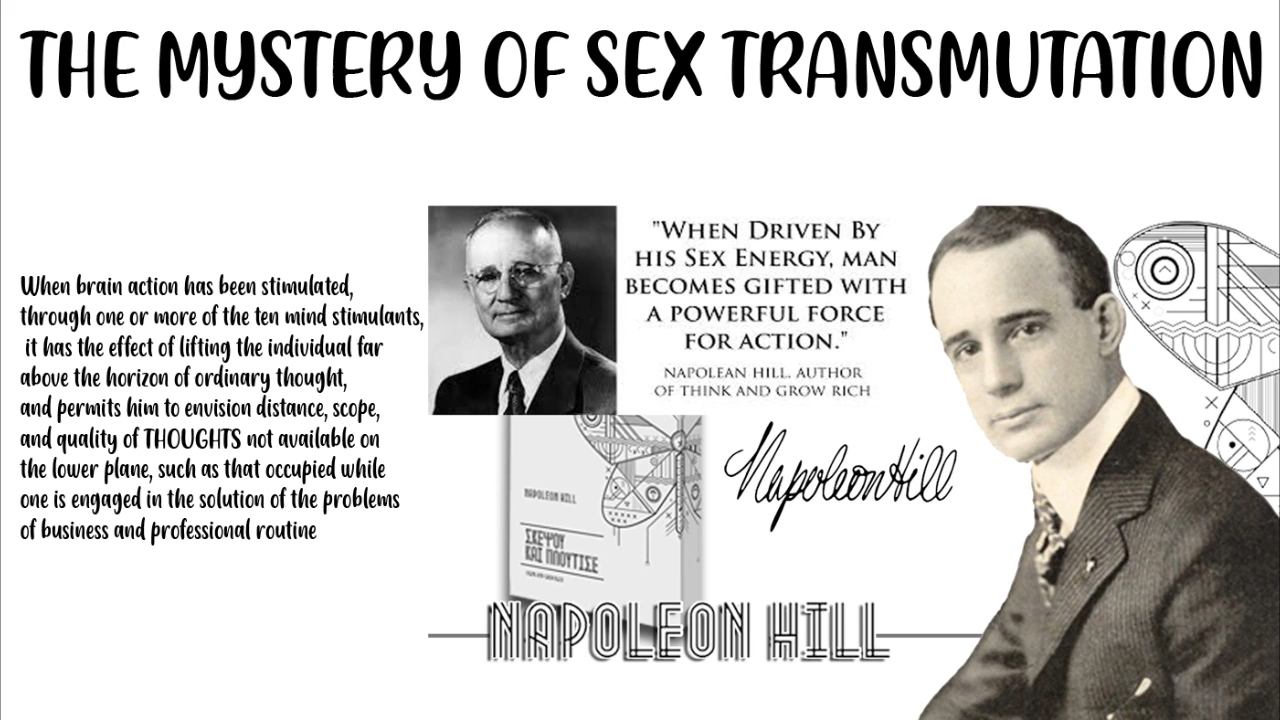 THE MYSTERY OF SEX TRANSMUTATION
When brain action has been stimulated,
through one or more of the ten mind stimulants,
it has the effect of lifting the individual far
above the horizon of ordinary thought,
and permits him to envision distance, scope,
and quality of THOUGHTS not available on
the lower plane, such as that occupied while
one is engaged in the solution of the problems
of business and professional routine
"WHEN DRIVEN BY
HIS SEX ENERGY, MAN
BECOMES GIFTED WITH
A POWERFUL FORCE
FOR ACTION."
NAPOLEAN HILL. AUTHOR
OF THINK AND GROW RICH
Napoleon Hill
NAPOLEON HILL
ΣΚΕΨΟΥ
ΚΑΙ ΠΛΟΥΤΙΣΕ
NAPOLEON HILL